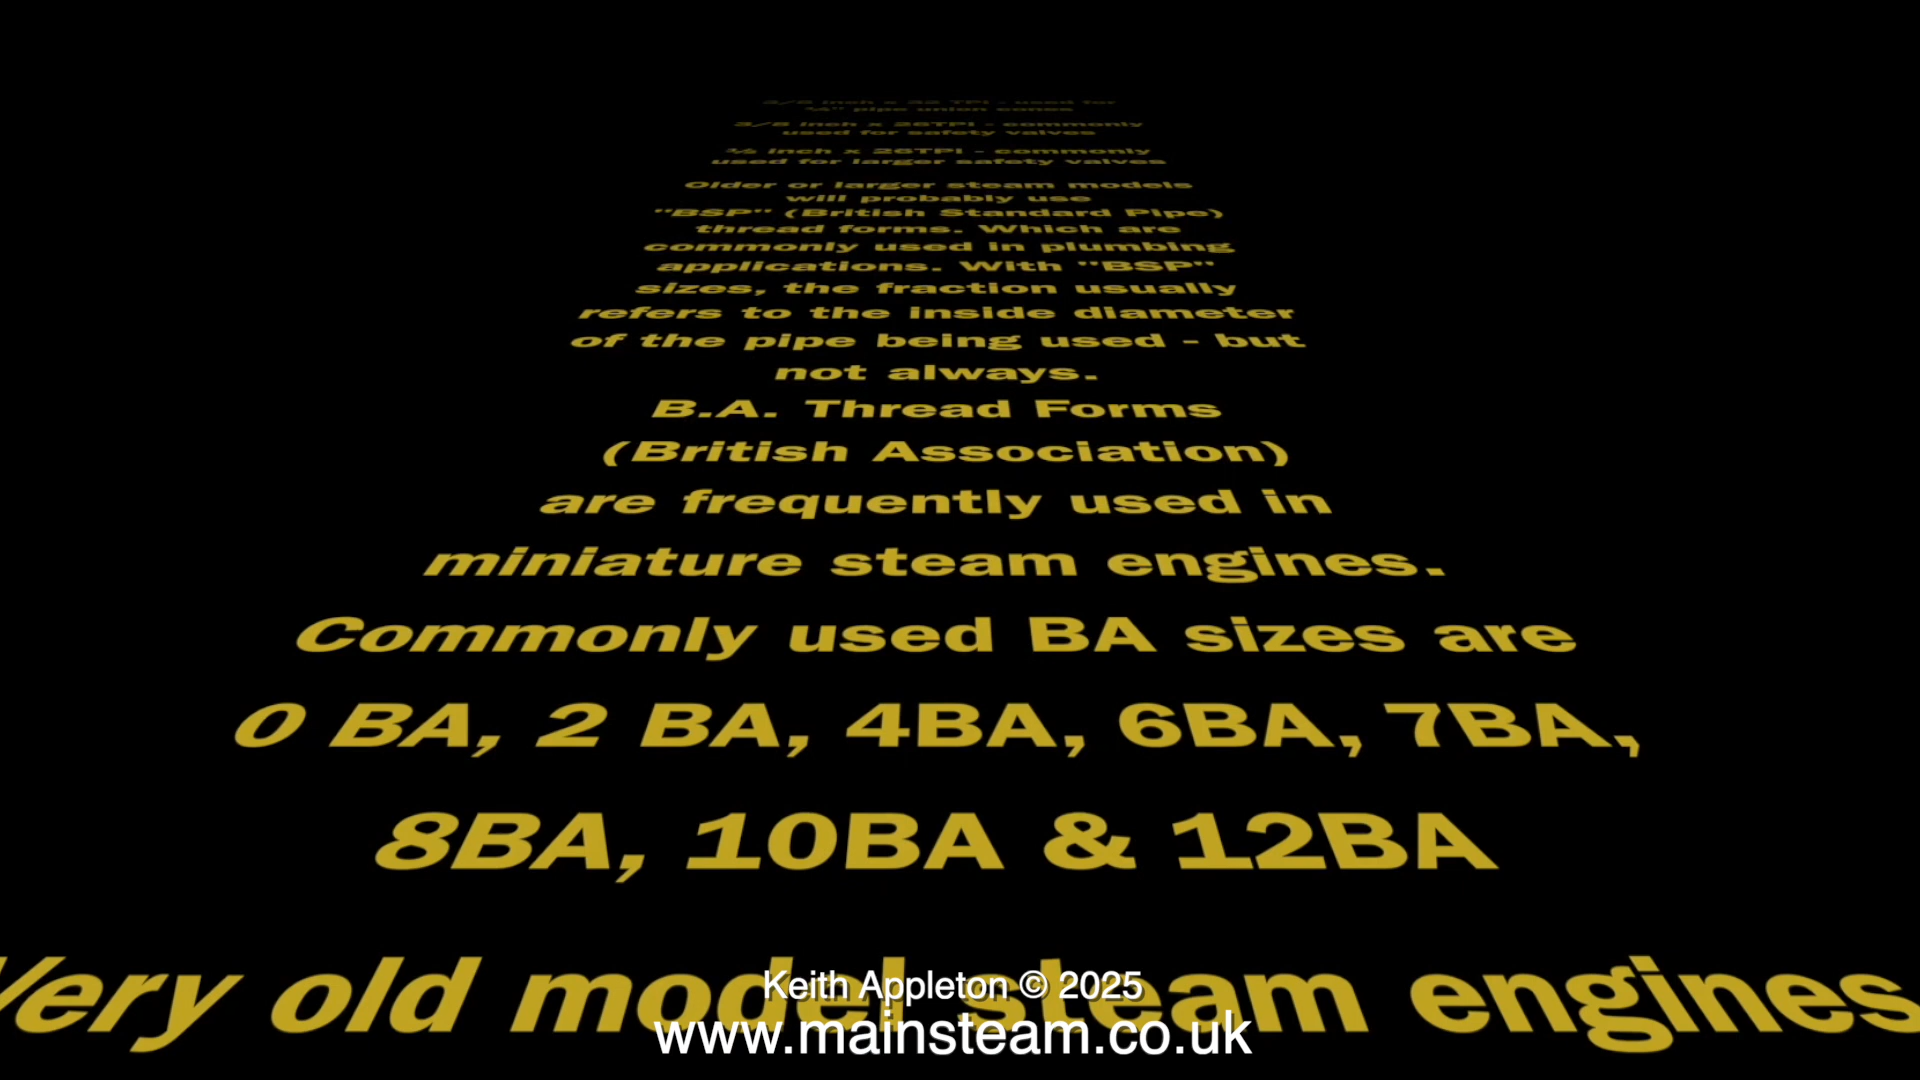 3/8 inch x 32 TPI - used for
¼" pipe union cones
3/8 inch x 26TPI - commonly
used for safety valves
½ inch x 26TPI - commonly
used for larger safety valves
Older or larger steam models
will probably use
"BSP" (British Standard Pipe)
thread forms. Which are
commonly used in plumbing
applications. With "BSP"
sizes, the fraction usually
refers to the inside diameter
of the pipe being used - but
not always.
B.A. Thread Forms
(British Association)
are frequently used in
miniature steam engines.
Commonly used BA sizes are
0 BA, 2 BA, 4BA, 6BA, 7BA,
8BA, 10BA & 12BA
Very old model steam engines
Keith Appleton © 2025
www.mainsteam.co.uk